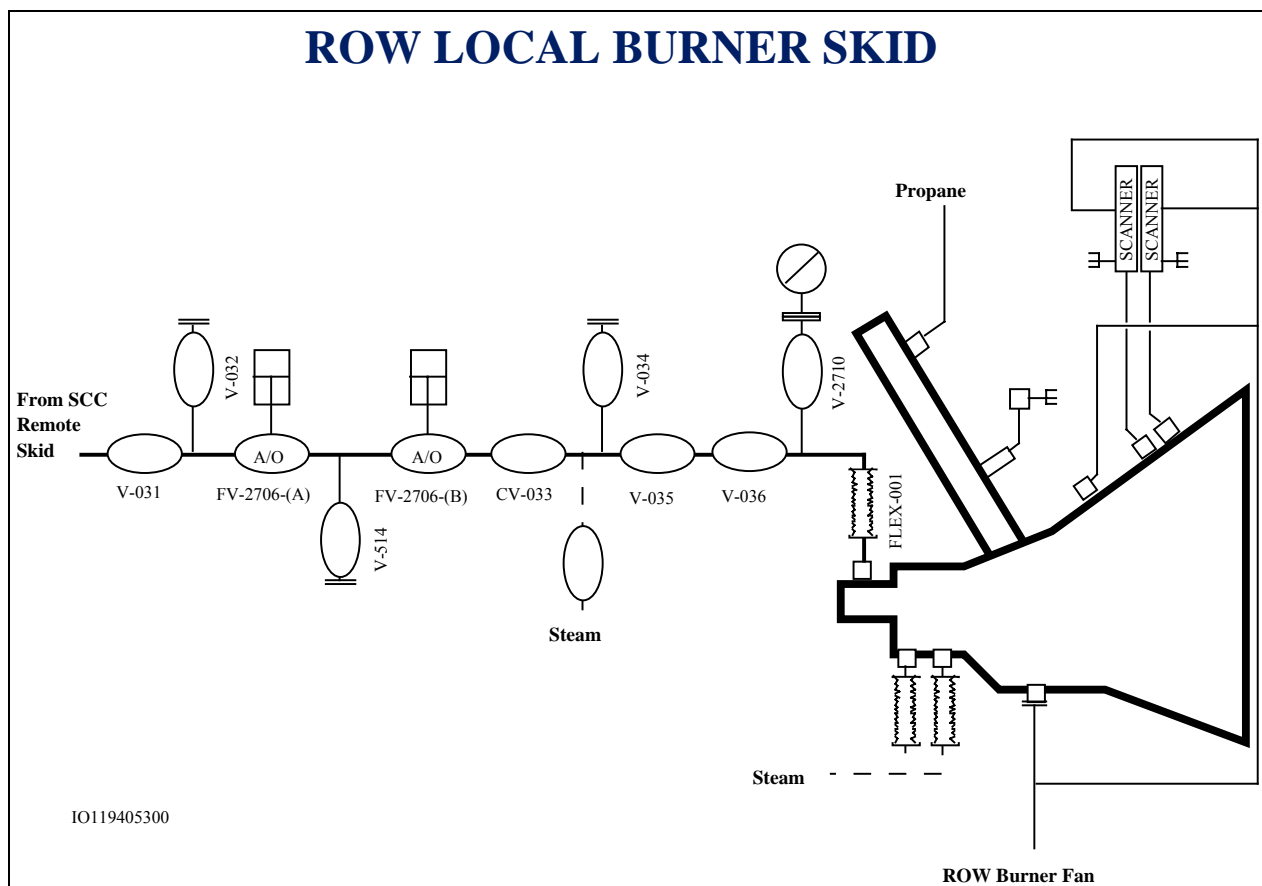 ROW LOCAL BURNER SKID
SCANNER
SCANNER
Propane
V-032
V-034
V-2710
From SCC
Remote
Skid
A/O
A/O
V-031
FV-2706-(A)
FV-2706-(B)
CV-033
V-035
V-036
FLEX-001
V-514
Steam
Steam
IO119405300
ROW Burner Fan